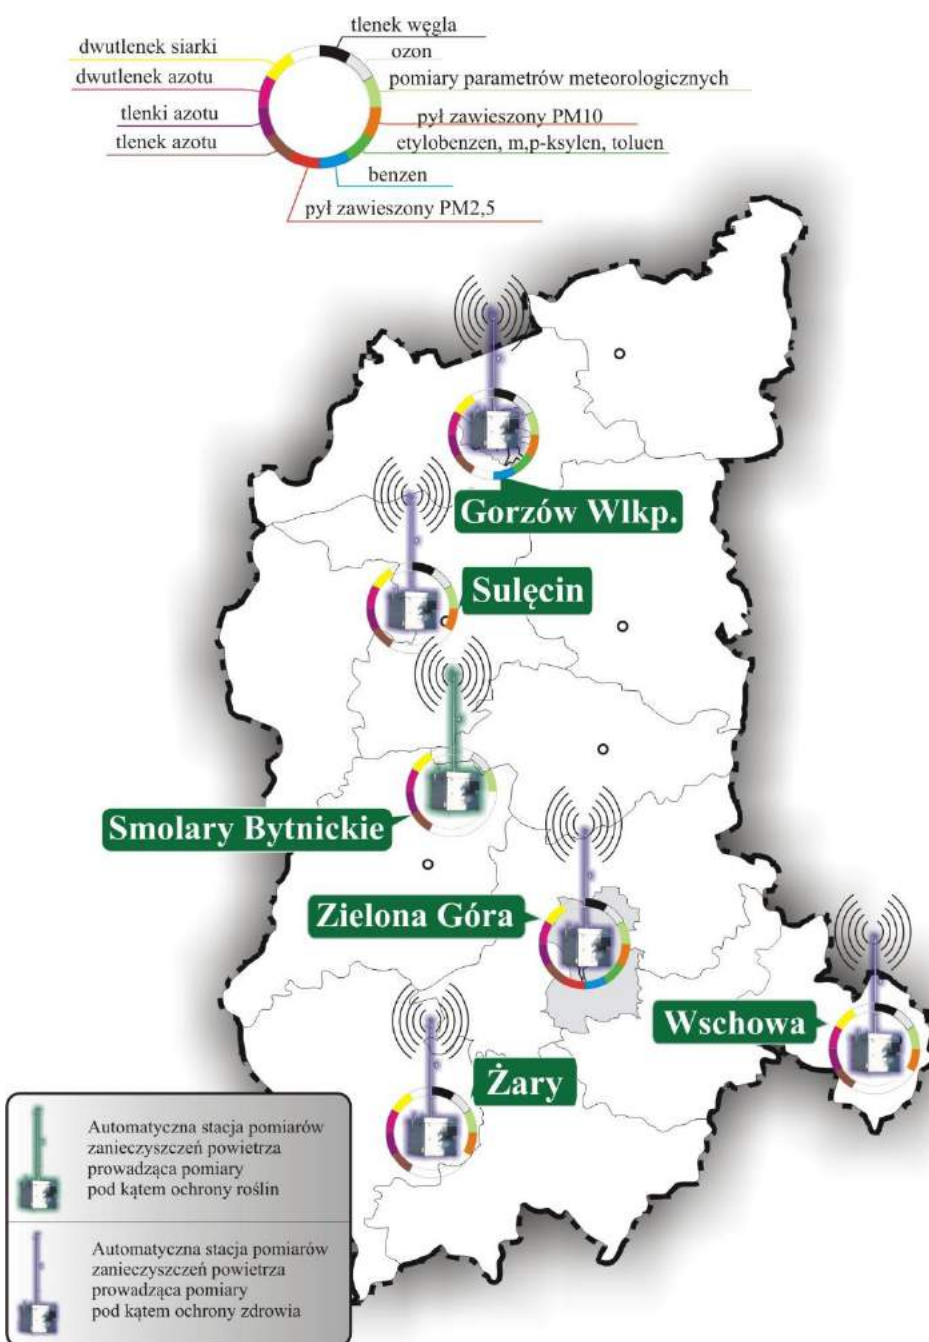 tlenek węgla
dwutlenek siarki
ozon
dwutlenek azotu
pomiary parametrów meteorologicznych
tlenki azotu
pył zawieszony PM10
tlenek azotu
etylobenzen, m,p-ksylen, toluen
benzen
pył zawieszony PM2,5
Gorzów Wlkp.
Sulęcin
Smolary Bytnickie
Zielona Góra
Wschowa
Żary
Automatyczna stacja pomiarów
zanieczyszczeń powietrza
prowadząca pomiary
pod kątem ochrony roślin
Automatyczna stacja pomiarów
zanieczyszczeń powietrza
prowadząca pomiary
pod kątem ochrony zdrowia